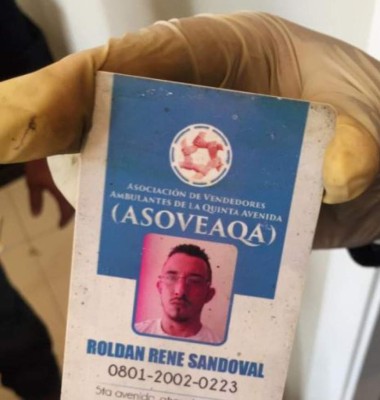 ASOCIACIÓN DE VENDEDORES
AMBULANTES DE LA QUINTA AVENIDA
(ASOVEAQA)
ROLDAN RENE SANDOVAL
0801-2002-0223
5ta avenida,